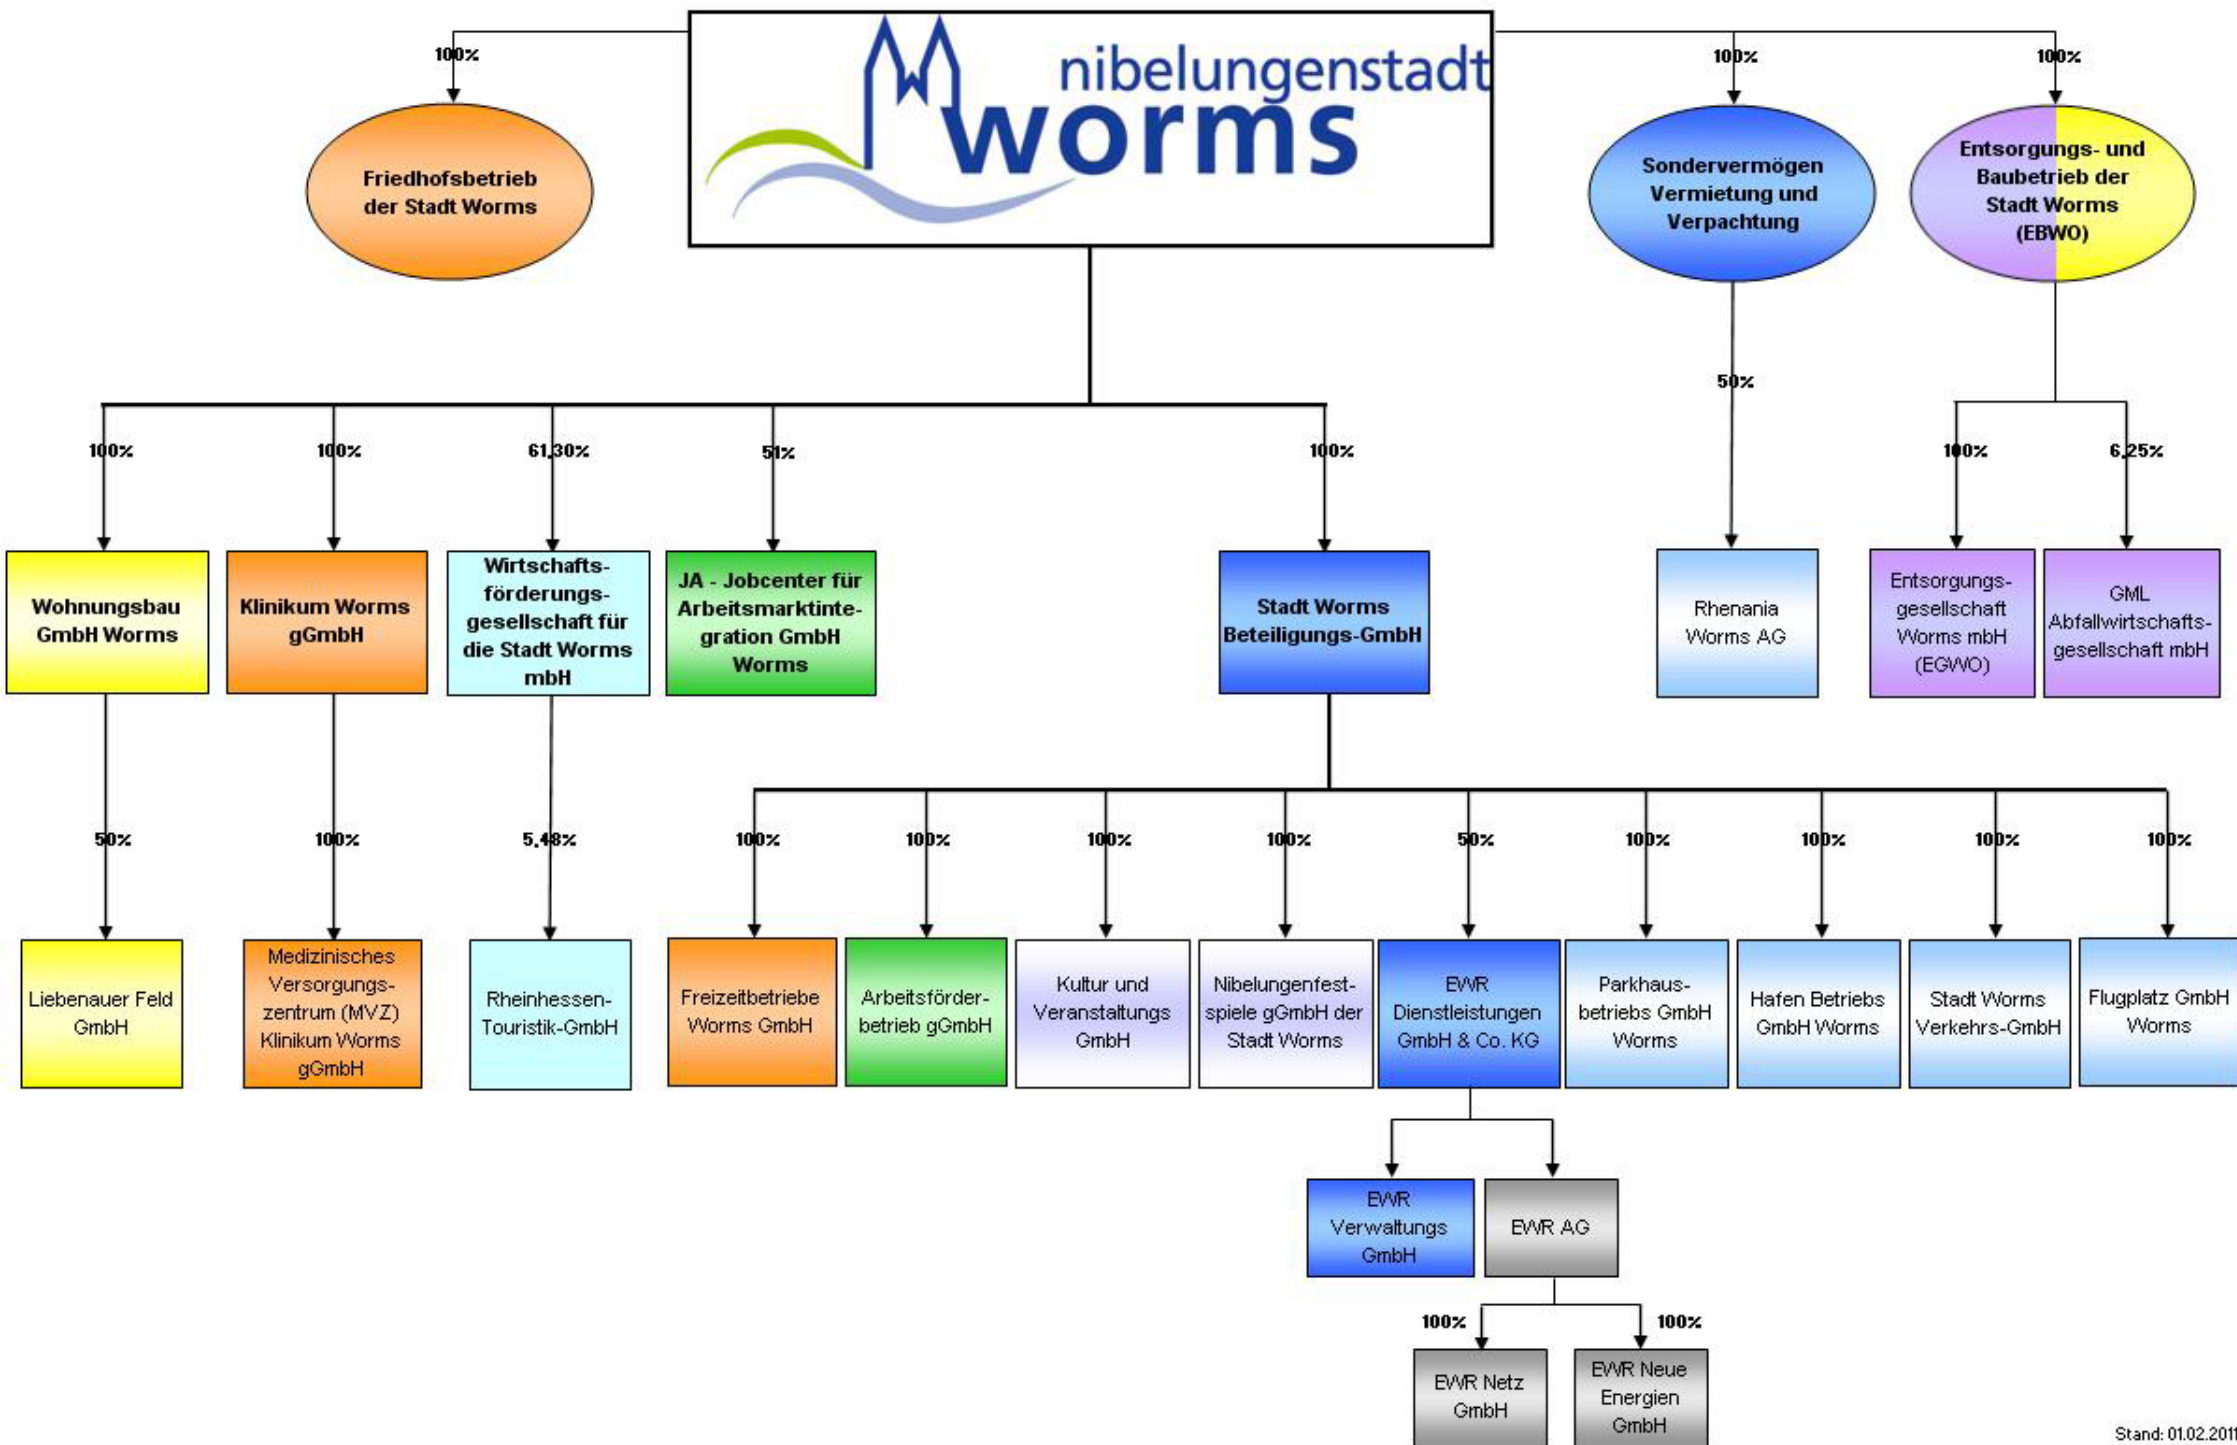 nibelungenstadt
worms
100%
100%
100%
Friedhofsbetrieb
der Stadt Worms
Sondervermögen
Vermietung und
Verpachtung
Entsorgungs- und
Baubetrieb der
Stadt Worms
(EBWO)
50%
100%
100%
61,30%
51%
100%
100%
6,25%
Wohnungsbau
GmbH Worms
Klinikum Worms
gGmbH
Wirtschafts-
förderungs-
gesellschaft für
die Stadt Worms
mbH
JA - Jobcenter für
Arbeitsmarktinte-
gration GmbH
Worms
Stadt Worms
Beteiligungs-GmbH
Rhenania
Worms AG
Entsorgungs-
gesellschaft
Worms mbH
(EGWO)
GML
Abfallwirtschafts-
gesellschaft mbH
50%
100%
5,48%
100%
100%
100%
100%
50%
100%
100%
100%
100%
Liebenauer Feld
GmbH
Medizinisches
Versorgungs-
zentrum (MVZ)
Klinikum Worms
gGmbH
Rheinhessen-
Touristik-GmbH
Freizeitbetriebe
Worms GmbH
Arbeitsförder-
betrieb gGmbH
Kultur und
Veranstaltungs
GmbH
Nibelungenfest-
spiele gGmbH der
Stadt Worms
EWR
Dienstleistungen
GmbH & Co. KG
Parkhaus-
betriebs GmbH
Worms
Hafen Betriebs
GmbH Worms
Stadt Worms
Verkehrs-GmbH
Flugplatz GmbH
Worms
EWR
Verwaltungs
GmbH
EWR AG
100%
100%
EWR Netz
GmbH
EWR Neue
Energien
GmbH
Stand: 01.02.201